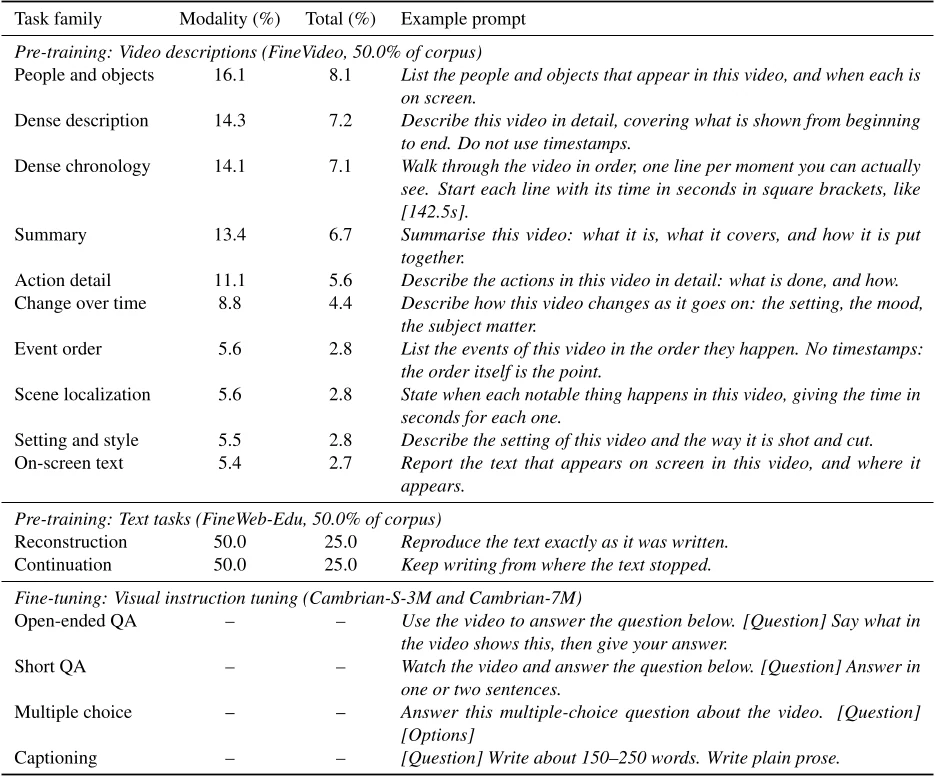 Task family Modality (%) Total (%) Example prompt
Pre-training: Video descriptions (FineVideo, 50.0% of corpus)
People and objects 16.1 8.1 List the people and objects that appear in this video, and when each is
on screen.
Dense description 14.3 7.2 Describe this video in detail, covering what is shown from beginning
to end. Do not use timestamps.
Dense chronology 14.1 7.1 Walk through the video in order, one line per moment you can actually
see. Start each line with its time in seconds in square brackets, like
[142.5s].
Summary 13.4 6.7 Summarise this video: what it is, what it covers, and how it is put
together.
Action detail 11.1 5.6 Describe the actions in this video in detail: what is done, and how.
Change over time 8.8 4.4 Describe how this video changes as it goes on: the setting, the mood,
the subject matter.
Event order 5.6 2.8 List the events of this video in the order they happen. No timestamps:
the order itself is the point.
Scene localization 5.6 2.8 State when each notable thing happens in this video, giving the time in
seconds for each one.
Setting and style 5.5 2.8 Describe the setting of this video and the way it is shot and cut.
On-screen text 5.4 2.7 Report the text that appears on screen in this video, and where it
appears.
Pre-training: Text tasks (FineWeb-Edu, 50.0% of corpus)
Reconstruction 50.0 25.0 Reproduce the text exactly as it was written.
Continuation 50.0 25.0 Keep writing from where the text stopped.
Fine-tuning: Visual instruction tuning (Cambrian-S-3M and Cambrian-7M)
Open-ended QA – – Use the video to answer the question below. [Question] Say what in
the video shows this, then give your answer.
Short QA – – Watch the video and answer the question below. [Question] Answer in
one or two sentences.
Multiple choice – – Answer this multiple-choice question about the video. [Question]
[Options]
Captioning – – [Question] Write about 150–250 words. Write plain prose.